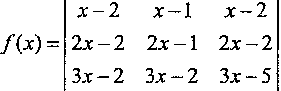 f(x) = | x-2 x-1 x-2 |
| 2x-2 2x-1 2x-2 |
| 3x-2 3x-2 3x-5 |